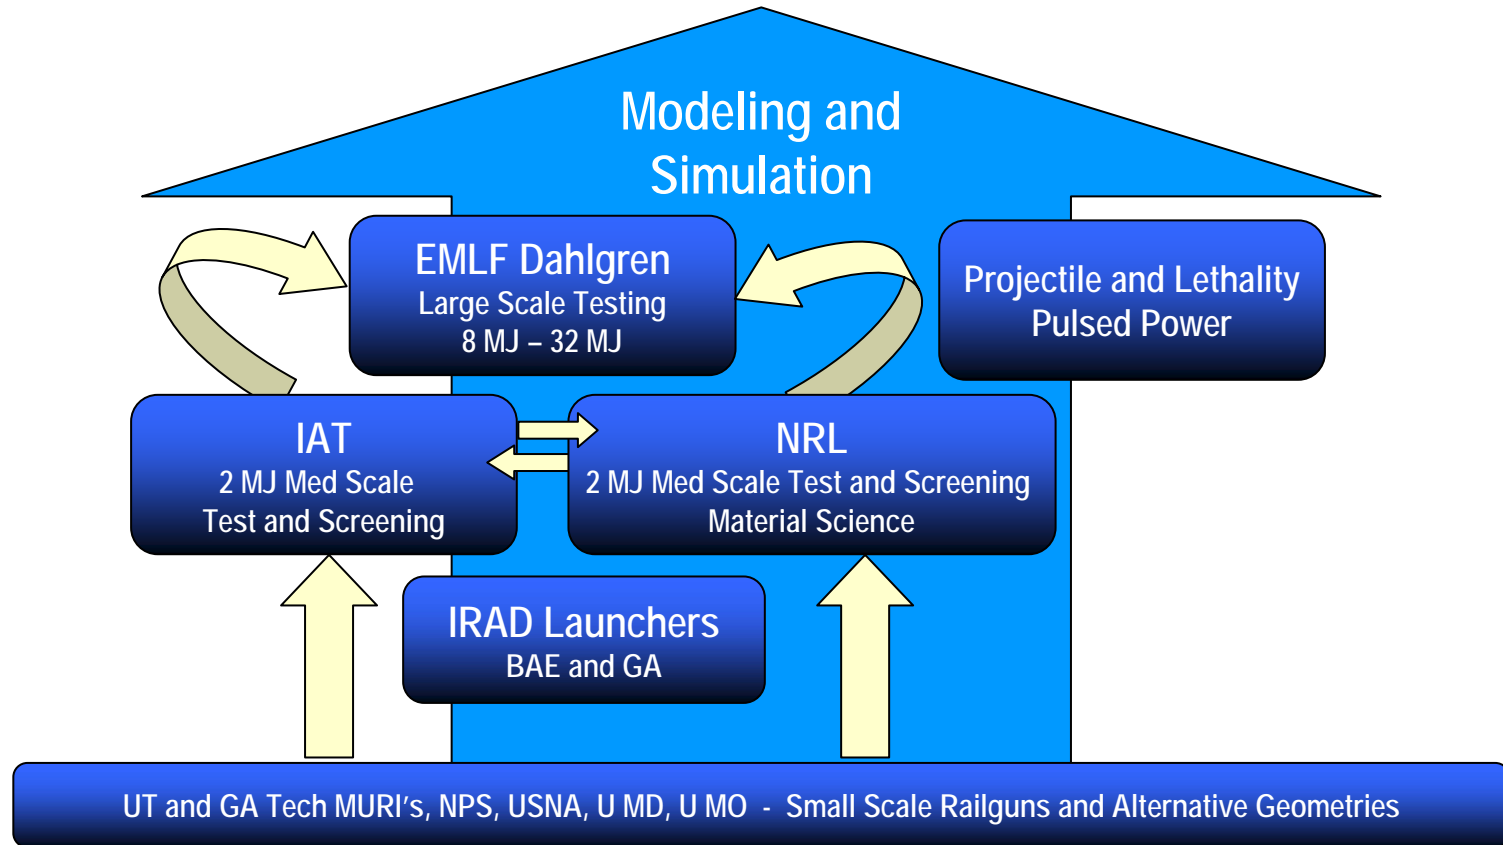 Modeling and
Simulation
EMLF Dahlgren
Large Scale Testing
8 MJ – 32 MJ
Projectile and Lethality
Pulsed Power
IAT
2 MJ Med Scale
Test and Screening
NRL
2 MJ Med Scale Test and Screening
Material Science
IRAD Launchers
BAE and GA
UT and GA Tech MURI’s, NPS, USNA, U MD, U MO - Small Scale Railguns and Alternative Geometries